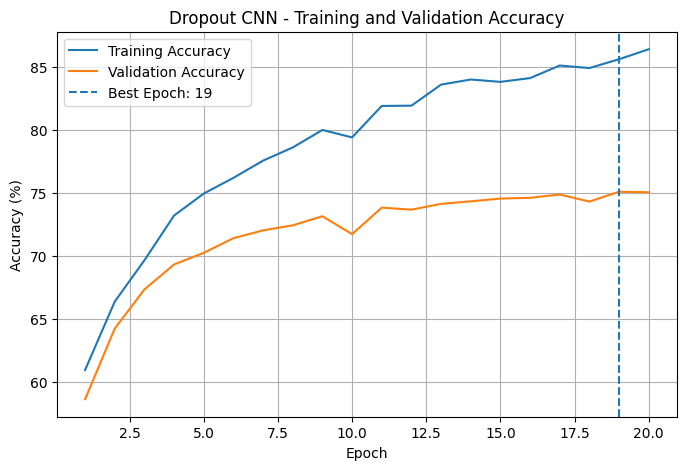 Dropout CNN - Training and Validation Accuracy
Training Accuracy
Validation Accuracy
Best Epoch: 19
Accuracy (%)
85
80
75
70
65
60
2.5 5.0 7.5 10.0 12.5 15.0 17.5 20.0
Epoch